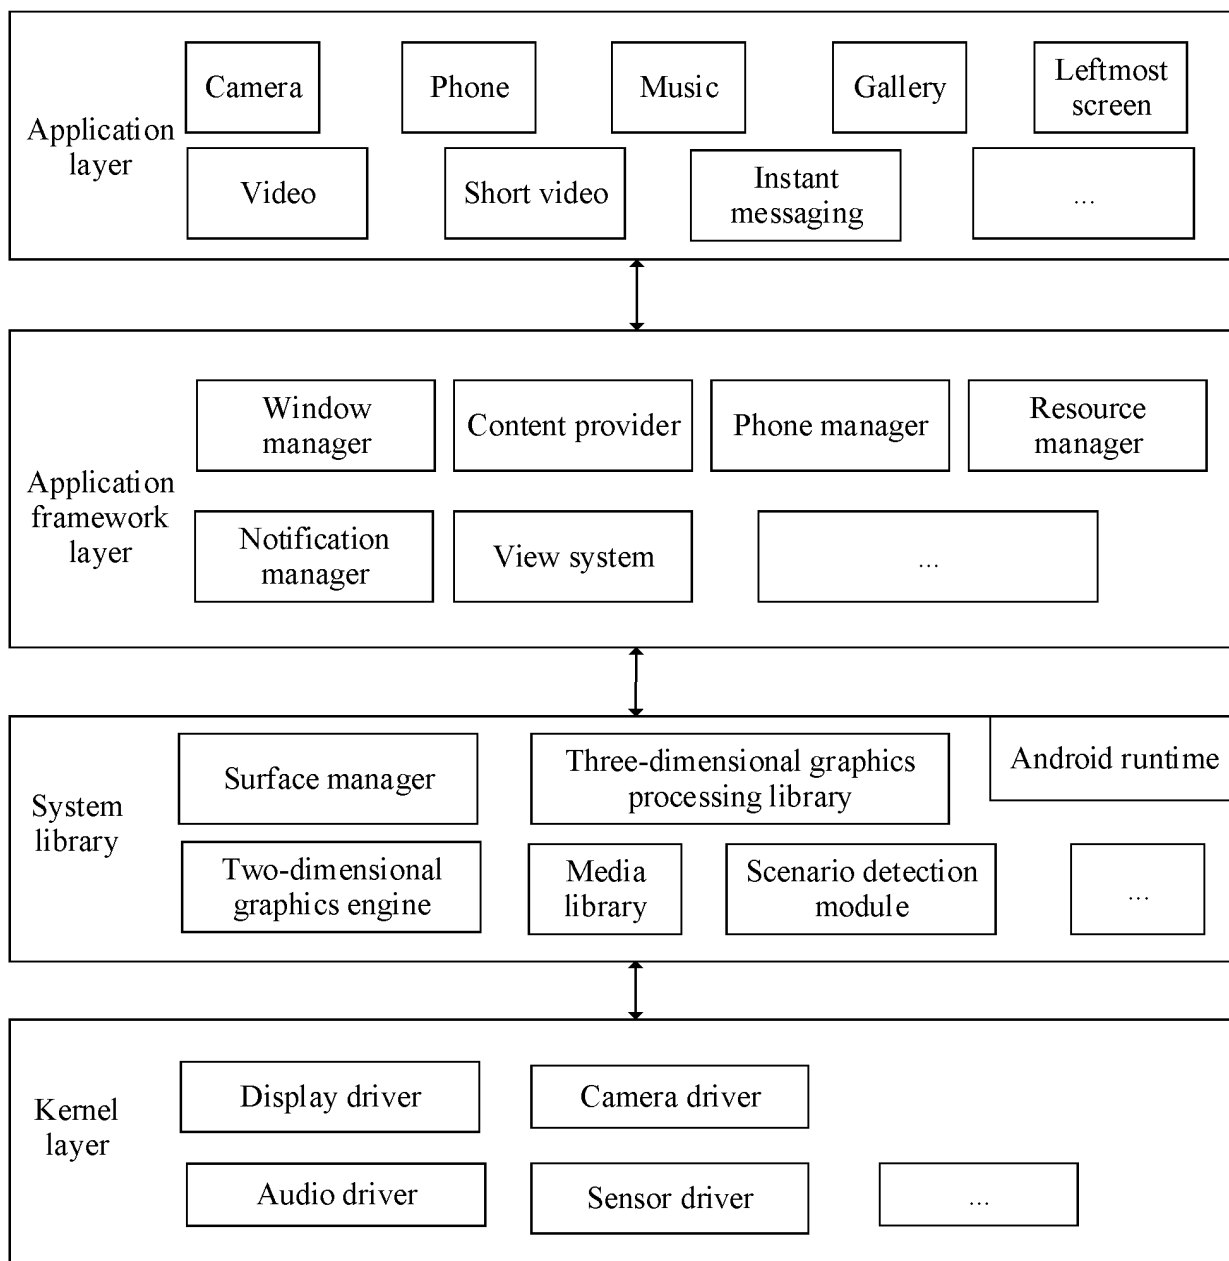 Application
layer
Camera
Phone
Music
Gallery
Leftmost
screen
Video
Short video
Instant
messaging
...
Application
framework
layer
Window
manager
Content provider
Phone manager
Resource
manager
Notification
manager
View system
...
System
library
Surface manager
Three-dimensional graphics
processing library
Android runtime
Two-dimensional
graphics engine
Media
library
Scenario detection
module
...
Kernel
layer
Display driver
Camera driver
Audio driver
Sensor driver
...